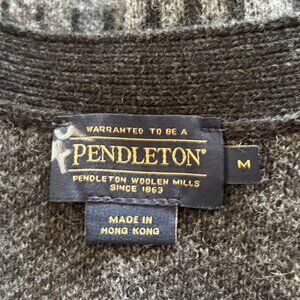 WARRANTED TO BE A
PENDLETON®
PENDLETON WOOLEN MILLS
SINCE 1863
M
MADE IN
HONG KONG